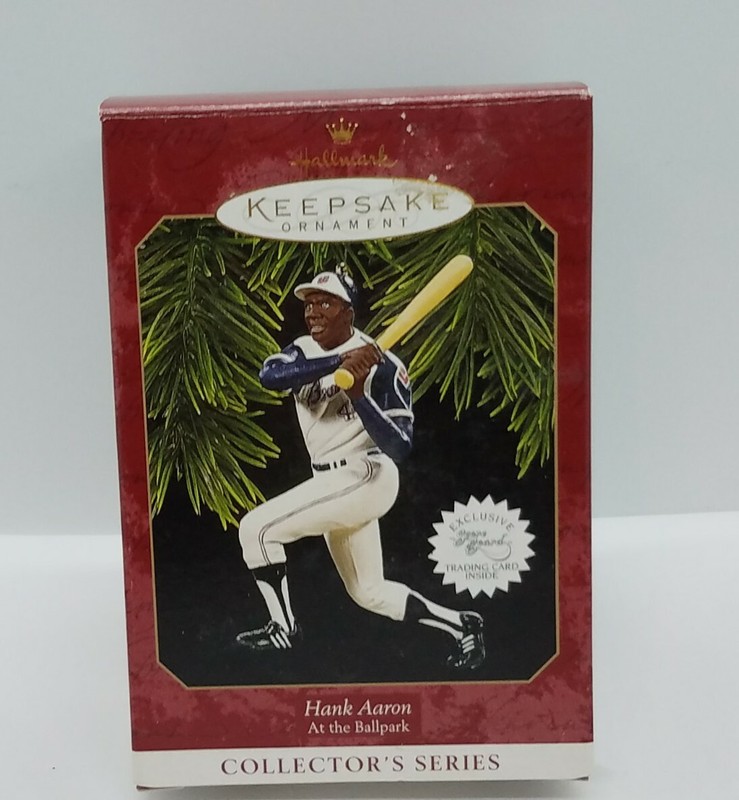 Hallmark
KEEPSAKE
ORNAMENT
EXCLUSIVE
TRADING CARD
INSIDE
Hank Aaron
At the Ballpark
COLLECTOR'S SERIES